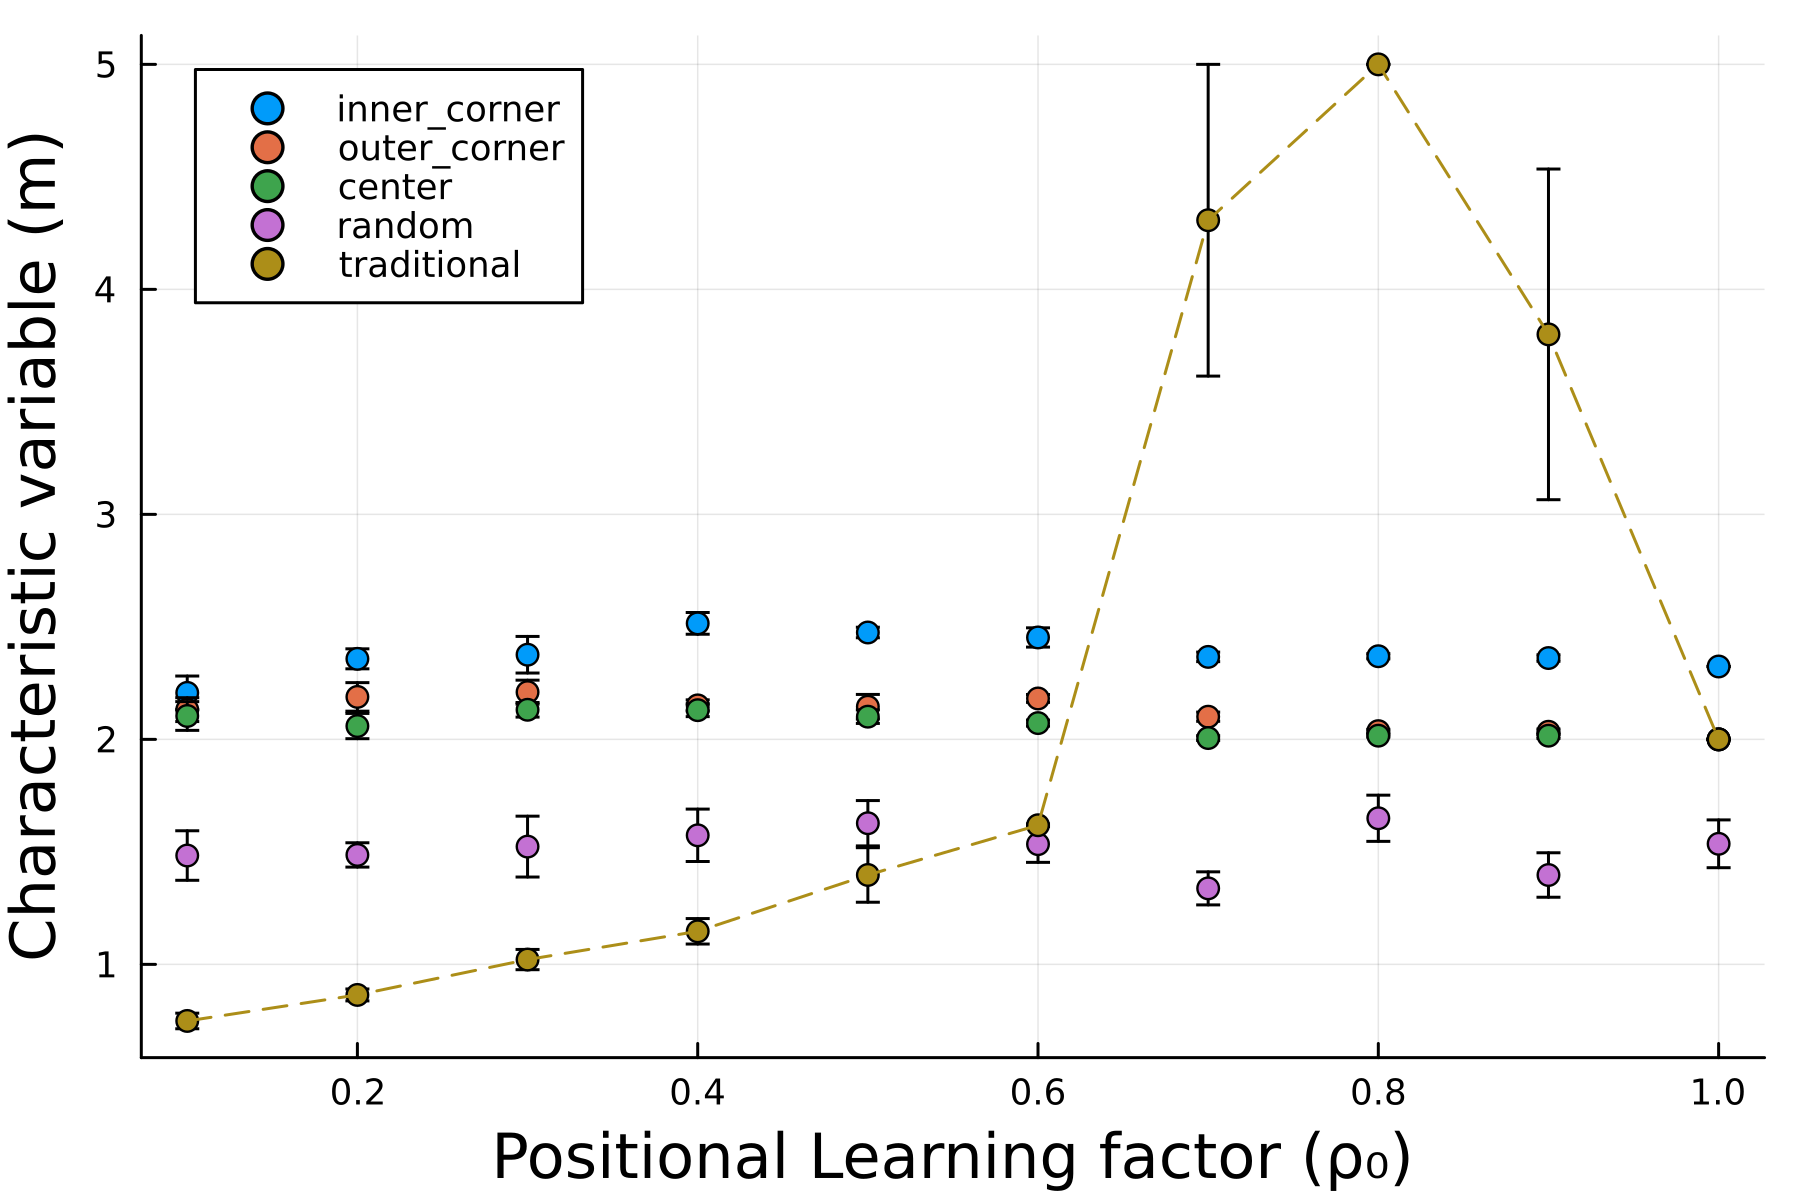 Characteristic variable (m)
5
4
3
2
1
inner_corner
outer_corner
center
random
traditional
0.2 0.4 0.6 0.8 1.0
Positional Learning factor (ρ₀)